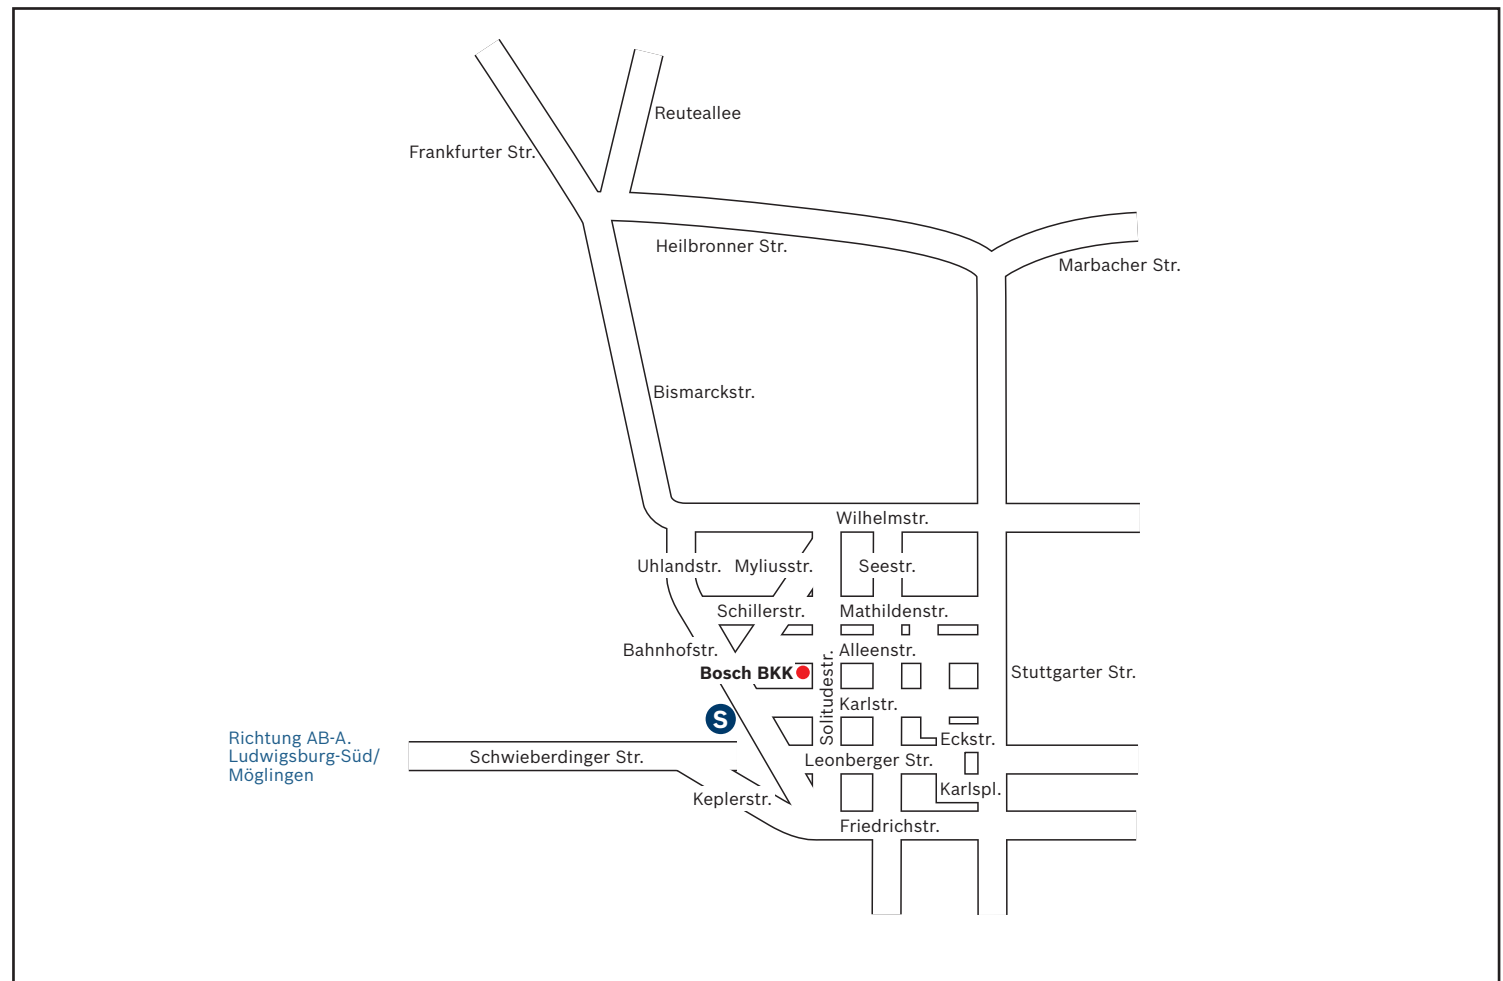 Reuteallee
Frankfurter Str.
Heilbronner Str.
Marbacher Str.
Bismarckstr.
Wilhelmstr.
Uhlandstr.
Myliusstr.
Seestr.
Schillerstr.
Mathildenstr.
Bahnhofstr.
Alleenstr.
Bosch BKK
Solitudestr.
Stuttgarter Str.
Karlstr.
S
Richtung AB-A.
Ludwigsburg-Süd/
Möglingen
Eckstr.
Schwieberdinger Str.
Leonberger Str.
Karlspl.
Keplerstr.
Friedrichstr.